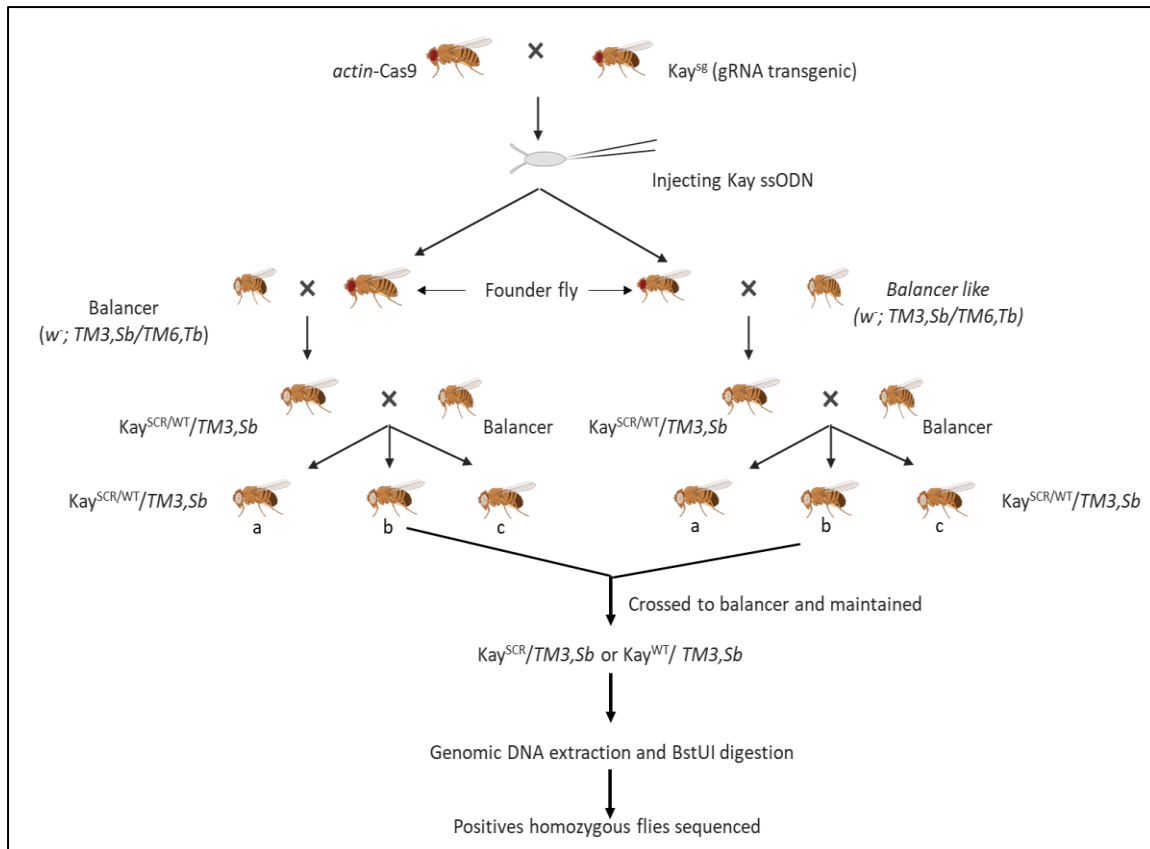 actin-Cas9
×
Kay^sg (gRNA transgenic)
Injecting Kay ssODN
×
Founder fly
×
Balancer
(w⁻; TM3,Sb/TM6,Tb)
Balancer like
(w⁻; TM3,Sb/TM6,Tb)
Kay^SCR/WT/TM3,Sb
×
Balancer
Kay^SCR/WT/TM3,Sb
×
Balancer
Kay^SCR/WT/TM3,Sb
a
b
c
a
b
c
Kay^SCR/WT/TM3,Sb
Crossed to balancer and maintained
Kay^SCR/TM3,Sb or Kay^WT/ TM3,Sb
Genomic DNA extraction and BstUI digestion
Positives homozygous flies sequenced